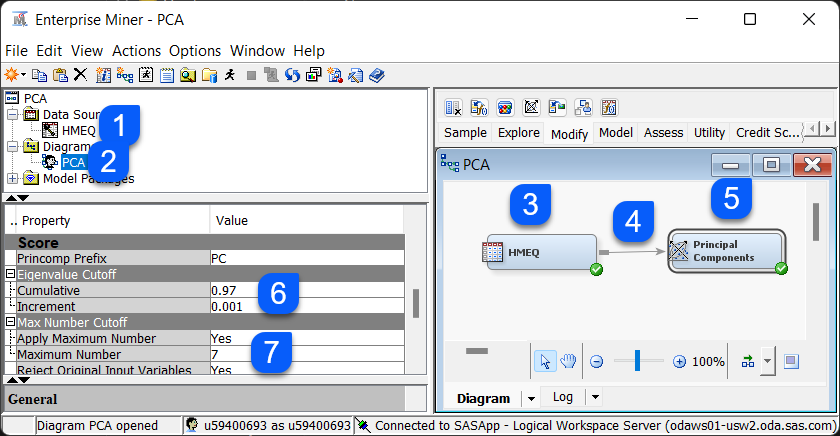 Enterprise Miner - PCA
File Edit View Actions Options Window Help
PCA
Data Sour
HMEQ
1
Diagram
PCA
2
Model Packages
.. Property Value
Score
Princomp Prefix PC
Eigenvalue Cutoff
Cumulative 0.97
Increment 0.001
6
Max Number Cutoff
Apply Maximum Number Yes
Maximum Number 7
7
Reject Original Input Variables Yes
General
Sample Explore Modify Model Assess Utility Credit Sc...
PCA
3
4
5
HMEQ
Principal
Components
100%
Diagram Log
Diagram PCA opened u59400693 as u59400693 Connected to SASApp - Logical Workspace Server (odaws01-usw2.oda.sas.com)